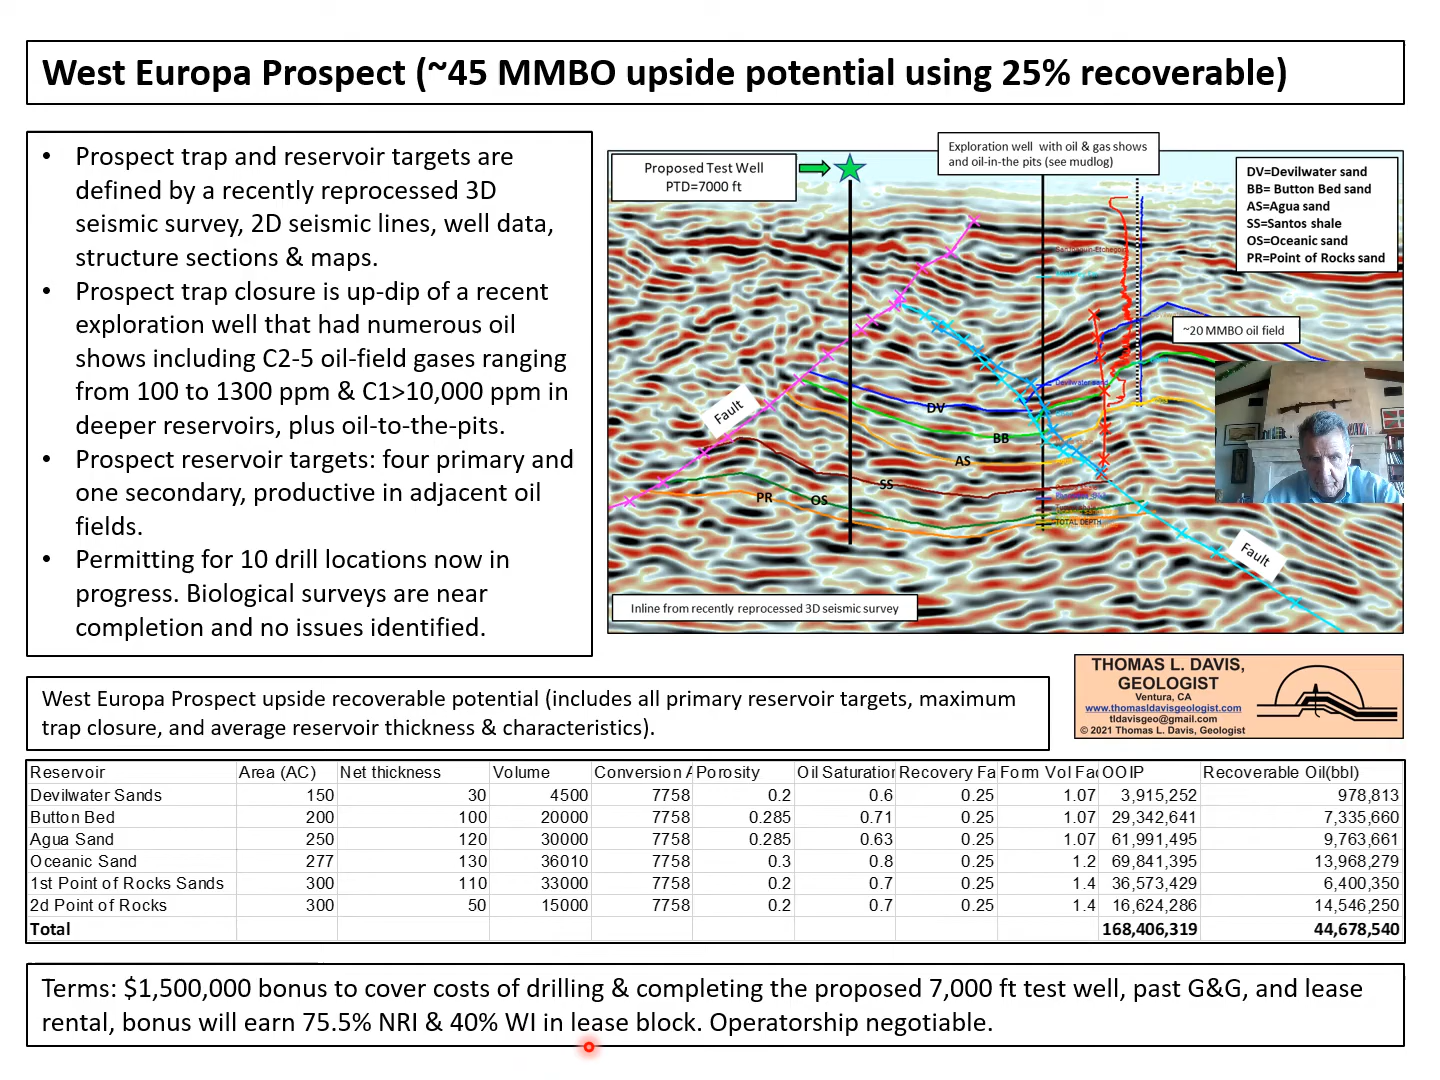 West Europa Prospect (~45 MMBO upside potential using 25% recoverable)
• Prospect trap and reservoir targets are
defined by a recently reprocessed 3D
seismic survey, 2D seismic lines, well data,
structure sections & maps.
• Prospect trap closure is up-dip of a recent
exploration well that had numerous oil
shows including C2-5 oil-field gases ranging
from 100 to 1300 ppm & C1>10,000 ppm in
deeper reservoirs, plus oil-to-the-pits.
• Prospect reservoir targets: four primary and
one secondary, productive in adjacent oil
fields.
• Permitting for 10 drill locations now in
progress. Biological surveys are near
completion and no issues identified.
Proposed Test Well
PTD=7000 ft
Exploration well with oil & gas shows
and oil-in-the pits (see mudlog)
DV=Devilwater sand
BB= Button Bed sand
AS=Agua sand
SS=Santos shale
OS=Oceanic sand
PR=Point of Rocks sand
~20 MMBO oil field
Devilwater sand
Fault
DV
BB
AS
SS
PR
OS
TOTAL DEPTH
Fault
Inline from recently reprocessed 3D seismic survey
THOMAS L. DAVIS,
GEOLOGIST
Ventura, CA
www.thomasldavisgeologist.com
tldavisgeo@gmail.com
© 2021 Thomas L. Davis, Geologist
West Europa Prospect upside recoverable potential (includes all primary reservoir targets, maximum
trap closure, and average reservoir thickness & characteristics).
Reservoir Area (AC) Net thickness Volume Conversion A Porosity Oil Saturation Recovery Fa Form Vol Fac OOIP Recoverable Oil(bbl)
Devilwater Sands 150 30 4500 7758 0.2 0.6 0.25 1.07 3,915,252 978,813
Button Bed 200 100 20000 7758 0.285 0.71 0.25 1.07 29,342,641 7,335,660
Agua Sand 250 120 30000 7758 0.285 0.63 0.25 1.07 61,991,495 9,763,661
Oceanic Sand 277 130 36010 7758 0.3 0.8 0.25 1.2 69,841,395 13,968,279
1st Point of Rocks Sands 300 110 33000 7758 0.2 0.7 0.25 1.4 36,573,429 6,400,350
2d Point of Rocks 300 50 15000 7758 0.2 0.7 0.25 1.4 16,624,286 14,546,250
Total 168,406,319 44,678,540
Terms: $1,500,000 bonus to cover costs of drilling & completing the proposed 7,000 ft test well, past G&G, and lease
rental, bonus will earn 75.5% NRI & 40% WI in lease block. Operatorship negotiable.